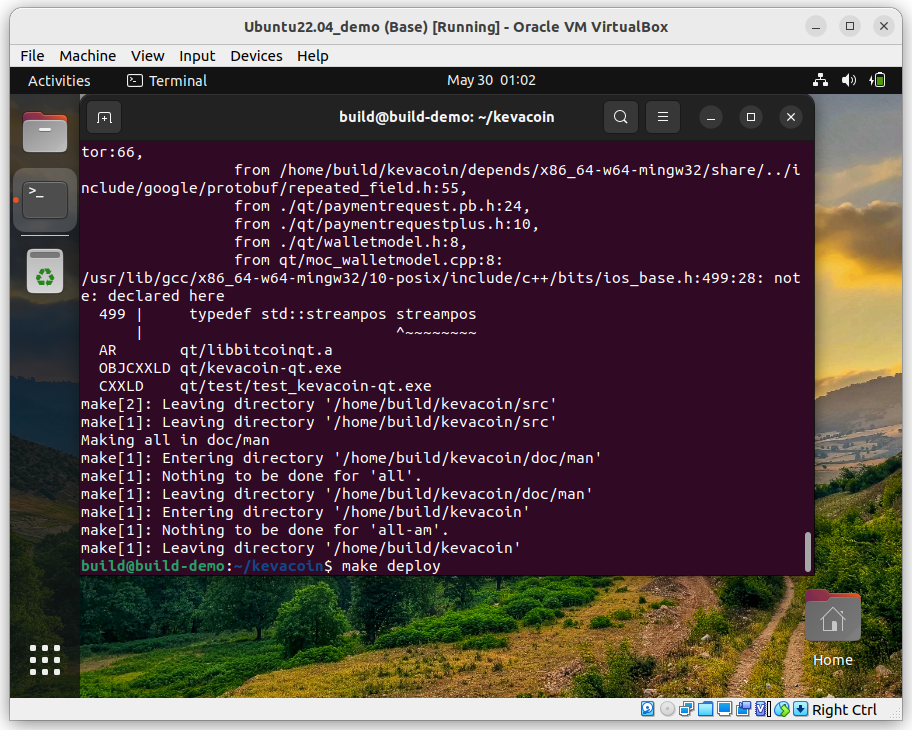 Ubuntu22.04_demo (Base) [Running] - Oracle VM VirtualBox
File Machine View Input Devices Help
Activities Terminal May 30 01:02
build@build-demo: ~/kevacoin
tor:66,
                 from /home/build/kevacoin/depends/x86_64-w64-mingw32/share/../i
nclude/google/protobuf/repeated_field.h:55,
                 from ./qt/paymentrequest.pb.h:24,
                 from ./qt/paymentrequestplus.h:10,
                 from ./qt/walletmodel.h:8,
                 from qt/moc_walletmodel.cpp:8:
/usr/lib/gcc/x86_64-w64-mingw32/10-posix/include/c++/bits/ios_base.h:499:28: not
e: declared here
  499 |     typedef std::streampos streampos
      |                            ^~~~~~~~~
  AR       qt/libbitcoinqt.a
  OBJCXXLD qt/kevacoin-qt.exe
  CXXLD    qt/test/test_kevacoin-qt.exe
make[2]: Leaving directory '/home/build/kevacoin/src'
make[1]: Leaving directory '/home/build/kevacoin/src'
Making all in doc/man
make[1]: Entering directory '/home/build/kevacoin/doc/man'
make[1]: Nothing to be done for 'all'.
make[1]: Leaving directory '/home/build/kevacoin/doc/man'
make[1]: Entering directory '/home/build/kevacoin'
make[1]: Nothing to be done for 'all-am'.
make[1]: Leaving directory '/home/build/kevacoin'
build@build-demo:~/kevacoin$ make deploy
Home
Right Ctrl